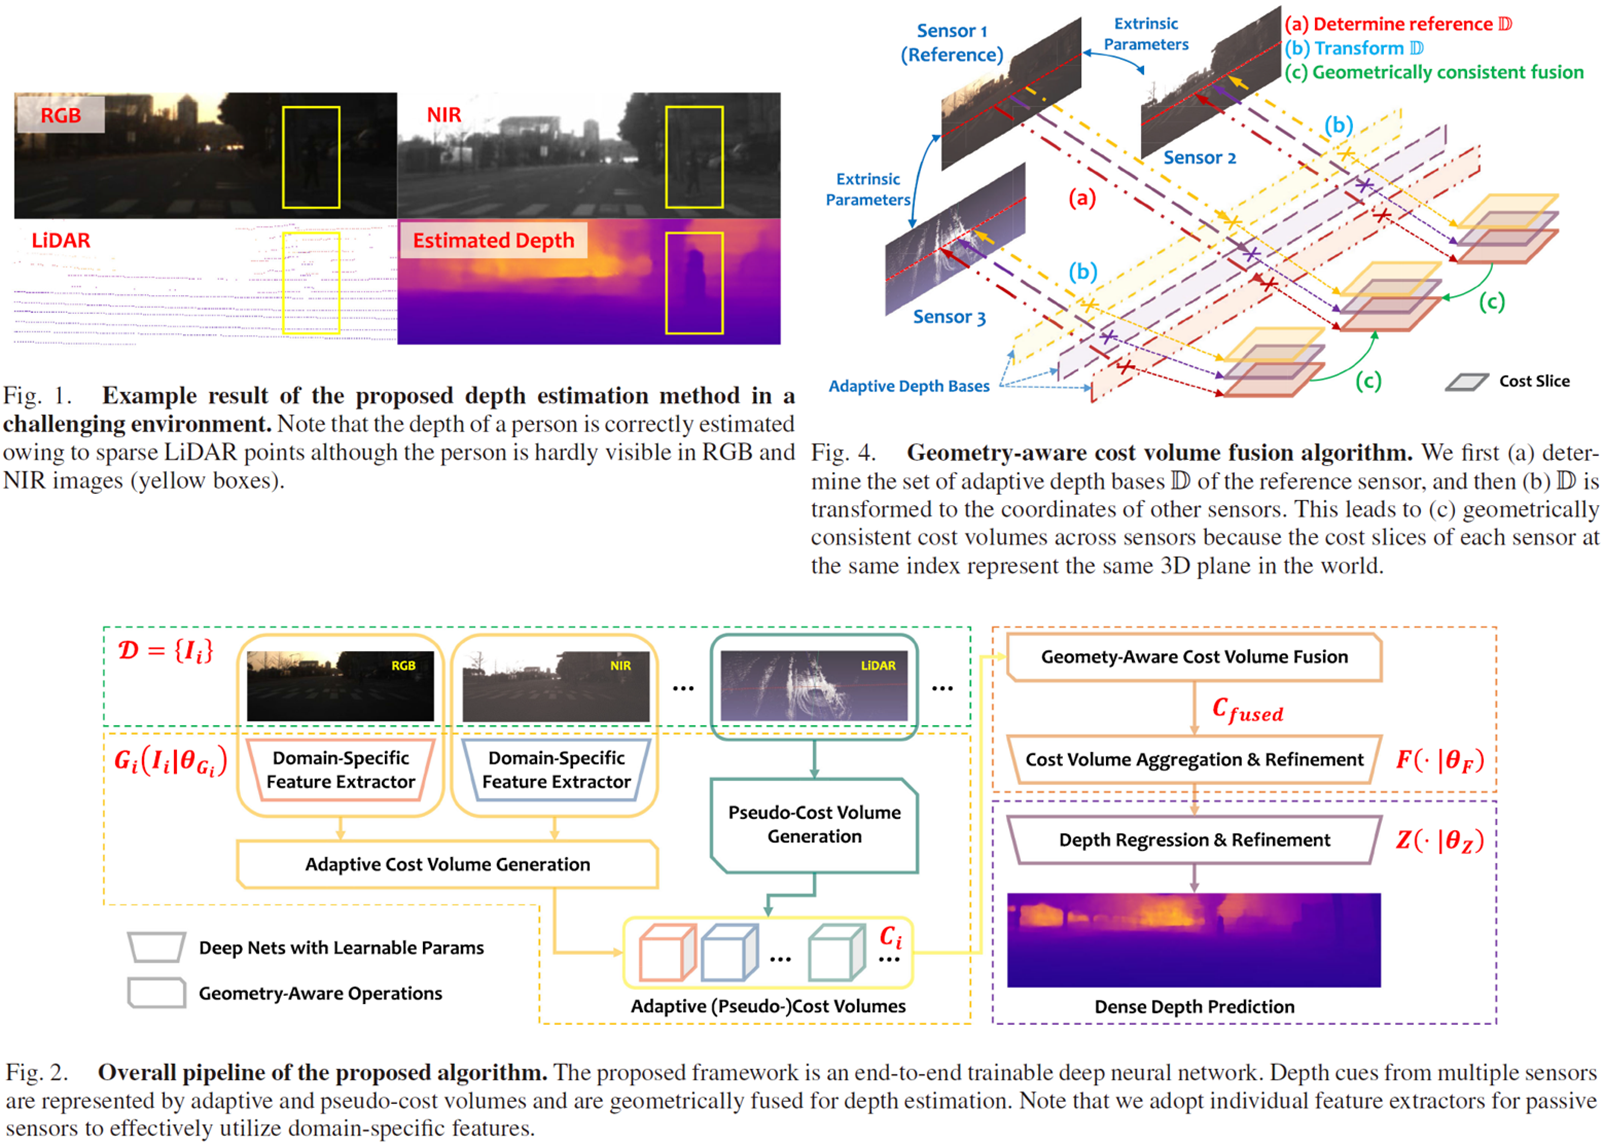 RGB
NIR
LiDAR
Estimated Depth
Fig. 1. Example result of the proposed depth estimation method in a
challenging environment. Note that the depth of a person is correctly estimated
owing to sparse LiDAR points although the person is hardly visible in RGB and
NIR images (yellow boxes).
Sensor 1
(Reference)
Extrinsic
Parameters
(a) Determine reference 𝔻
(b) Transform 𝔻
(c) Geometrically consistent fusion
Sensor 2
(b)
Extrinsic
Parameters
(a)
Sensor 3
(b)
(c)
Adaptive Depth Bases
(c)
Cost Slice
Fig. 4. Geometry-aware cost volume fusion algorithm. We first (a) deter-
mine the set of adaptive depth bases 𝔻 of the reference sensor, and then (b) 𝔻 is
transformed to the coordinates of other sensors. This leads to (c) geometrically
consistent cost volumes across sensors because the cost slices of each sensor at
the same index represent the same 3D plane in the world.
𝒟 = {I_i}
RGB
NIR
...
LiDAR
...
G_i(I_i|θ_{G_i})
Domain-Specific
Feature Extractor
Domain-Specific
Feature Extractor
Adaptive Cost Volume Generation
Pseudo-Cost Volume
Generation
C_i
...
...
Adaptive (Pseudo-)Cost Volumes
Deep Nets with Learnable Params
Geometry-Aware Operations
Geomety-Aware Cost Volume Fusion
C_{fused}
Cost Volume Aggregation & Refinement
F(· |θ_F)
Depth Regression & Refinement
Z(· |θ_Z)
Dense Depth Prediction
Fig. 2. Overall pipeline of the proposed algorithm. The proposed framework is an end-to-end trainable deep neural network. Depth cues from multiple sensors
are represented by adaptive and pseudo-cost volumes and are geometrically fused for depth estimation. Note that we adopt individual feature extractors for passive
sensors to effectively utilize domain-specific features.